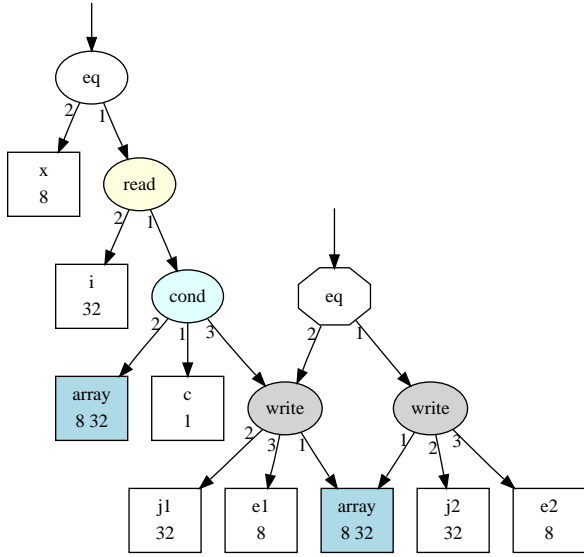 eq
2 1
x
8
read
2 1
i
32
cond
eq
2 1 3
2 1
array
8 32
c
1
write
write
2 3 1
1 2 3
j1
32
e1
8
array
8 32
j2
32
e2
8